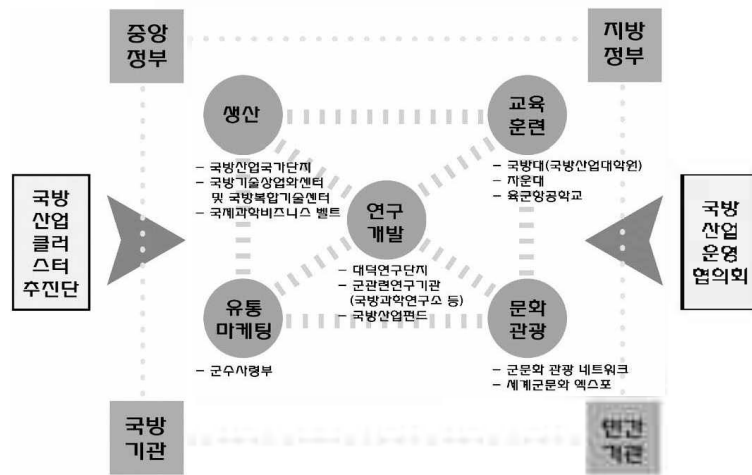 중앙
정부
지방
정부
생산
교육
훈련
- 국방산업국가단지
- 국방기술상업화센터
및 국방복합기술센터
- 국제과학비즈니스 벨트
- 국방대(국방산업대학원)
- 자운대
- 육군항공학교
국방
산업
클러
스터
추진단
연구
개발
국방
산업
운영
협의회
- 대덕연구단지
- 군관련연구기관
(국방과학연구소 등)
- 국방산업펀드
유통
마케팅
문화
관광
- 군수사령부
- 군문화 관광 네트워크
- 세계군문화 엑스포
국방
기관
민간
기관